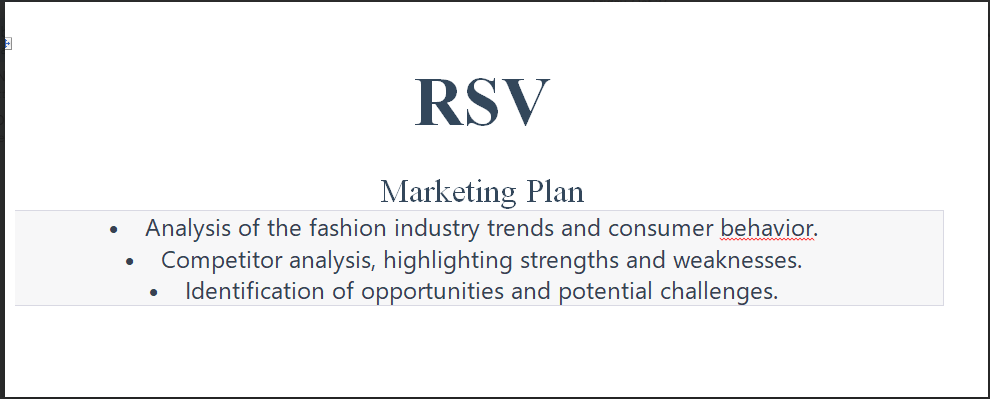 RSV
Marketing Plan
• Analysis of the fashion industry trends and consumer behavior.
• Competitor analysis, highlighting strengths and weaknesses.
• Identification of opportunities and potential challenges.